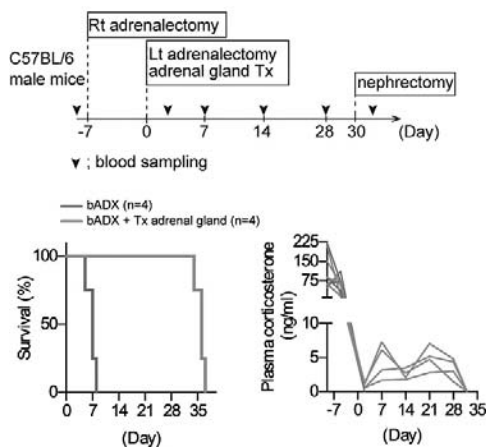 Rt adrenalectomy
C57BL/6
male mice
Lt adrenalectomy
adrenal gland Tx
nephrectomy
-7 0 7 14 28 30 (Day)
; blood sampling
bADX (n=4)
bADX + Tx adrenal gland (n=4)
Survival (%)
100
50
0
0 7 14 21 28 35
(Day)
Plasma corticosterone
ng/ml)
225
150
75
10
5
0
-7 0 7 14 21 28 35
(Day)